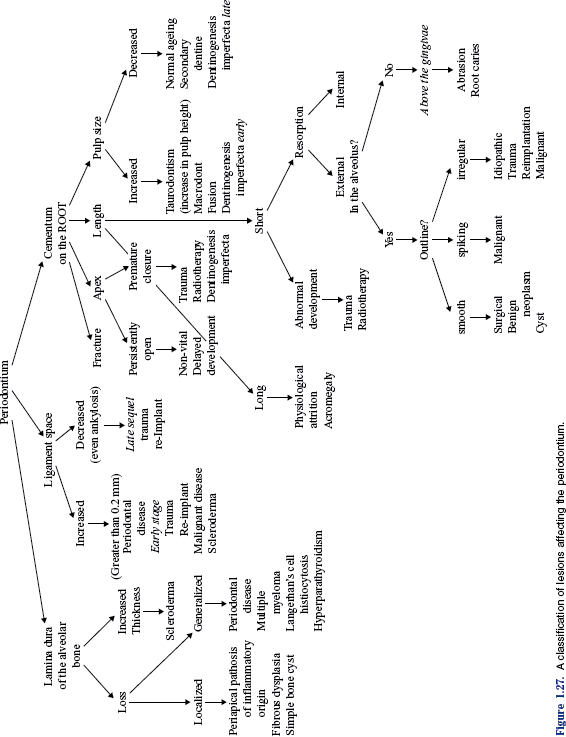 Periodontium
Lamina dura
of the alveolar
bone
Ligament space
Cementum
on the ROOT
Loss
Increased
Thickness
Scleroderma
Localized
Generalized
Periapical pathosis
of inflammatory
origin
Fibrous dysplasia
Simple bone cyst
Periodontal
disease
Multiple
myeloma
Langerhan's cell
histiocytosis
Hyperparathyroidism
Increased
(Greater than 0.2 mm)
Periodontal
disease
Early stage
Trauma
Re-implant
Malignant disease
Scleroderma
Decreased
(even ankylosis)
Late sequel
trauma
re-Implant
Fracture
Apex
Length
Pulp size
Persistently
open
Non-vital
Delayed
development
Premature
closure
Trauma
Radiotherapy
Dentinogenesis
imperfecta
Increased
Taurodontism
(increase in pulp height)
Macrodont
Fusion
Dentinogenesis
imperfecta early
Decreased
Normal ageing
Secondary
dentine
Dentinogenesis
imperfecta late
Long
Physiological
attrition
Acromegaly
Short
Abnormal
development
Trauma
Radiotherapy
Resorption
External
In the alveolus?
Internal
Yes
No
Above the gingivae
Abrasion
Root caries
Outline?
smooth
spiking
irregular
Surgical
Benign
neoplasm
Cyst
Malignant
Idiopathic
Trauma
Reimplantation
Malignant
Figure 1.27. A classification of lesions affecting the periodontium.